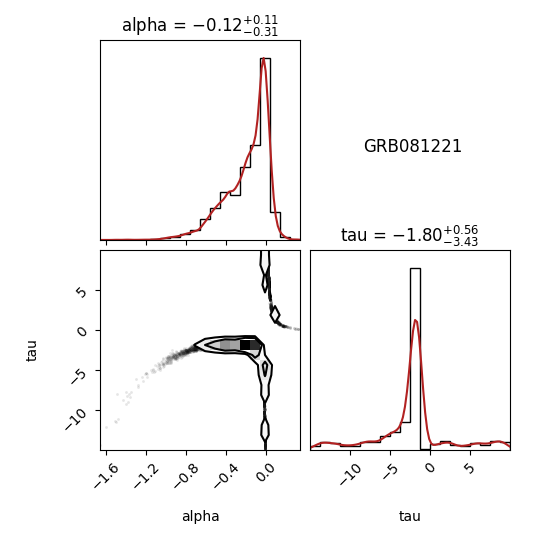 alpha = −0.12+0.11 −0.31
GRB081221
tau = −1.80+0.56 −3.43
5
0
−5
−10
tau
−1.6 −1.2 −0.8 −0.4 0.0
−10 −5 0 5
alpha
tau